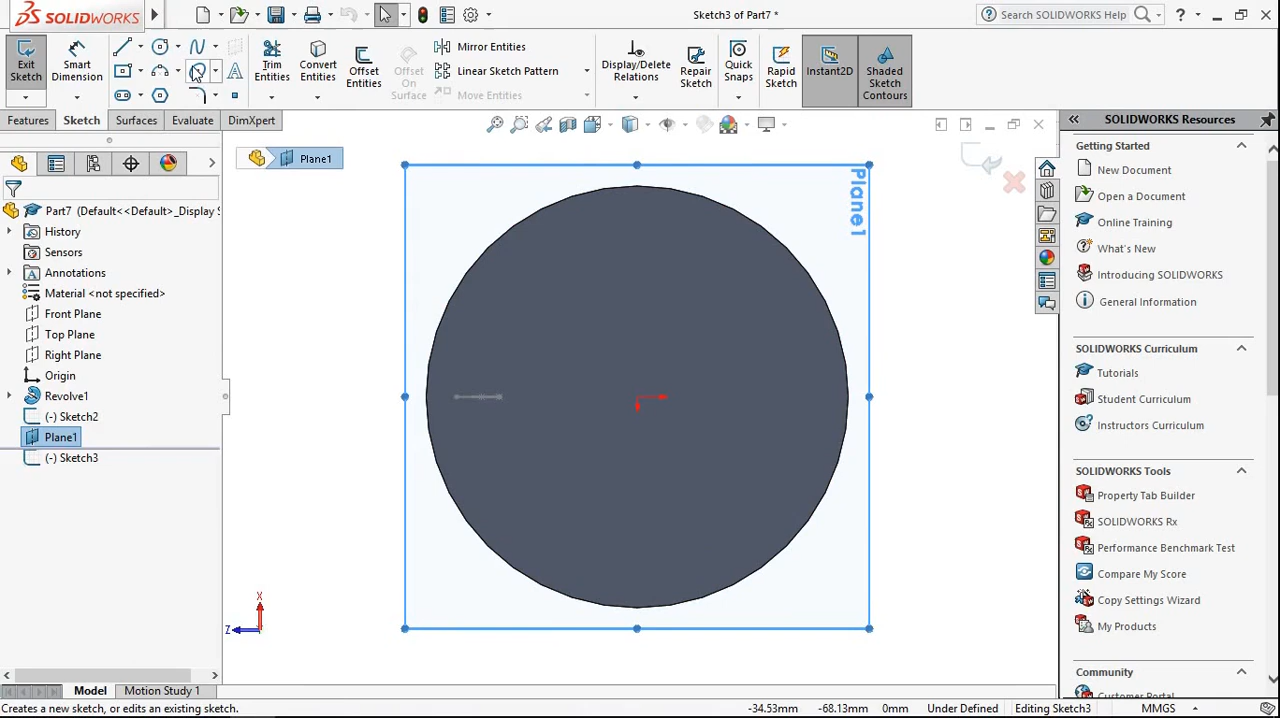 SOLIDWORKS
Sketch3 of Part7 *
Search SOLIDWORKS Help
?
Exit Sketch
Smart Dimension
Trim Entities
Convert Entities
Offset Entities
Offset On Surface
Mirror Entities
Linear Sketch Pattern
Move Entities
Display/Delete Relations
Repair Sketch
Quick Snaps
Rapid Sketch
Instant2D
Shaded Sketch Contours
Features
Sketch
Surfaces
Evaluate
DimXpert
Part7 (Default<<Default>_Display S
History
Sensors
Annotations
Material <not specified>
Front Plane
Top Plane
Right Plane
Origin
Revolve1
(-) Sketch2
Plane1
(-) Sketch3
Plane1
Plane1
X
Z
SOLIDWORKS Resources
Getting Started
New Document
Open a Document
Online Training
What's New
Introducing SOLIDWORKS
General Information
SOLIDWORKS Curriculum
Tutorials
Student Curriculum
Instructors Curriculum
SOLIDWORKS Tools
Property Tab Builder
SOLIDWORKS Rx
Performance Benchmark Test
Compare My Score
Copy Settings Wizard
My Products
Community
Customer Portal
Model
Motion Study 1
Creates a new sketch, or edits an existing sketch.
-34.53mm
-68.13mm
0mm
Under Defined
Editing Sketch3
MMGS